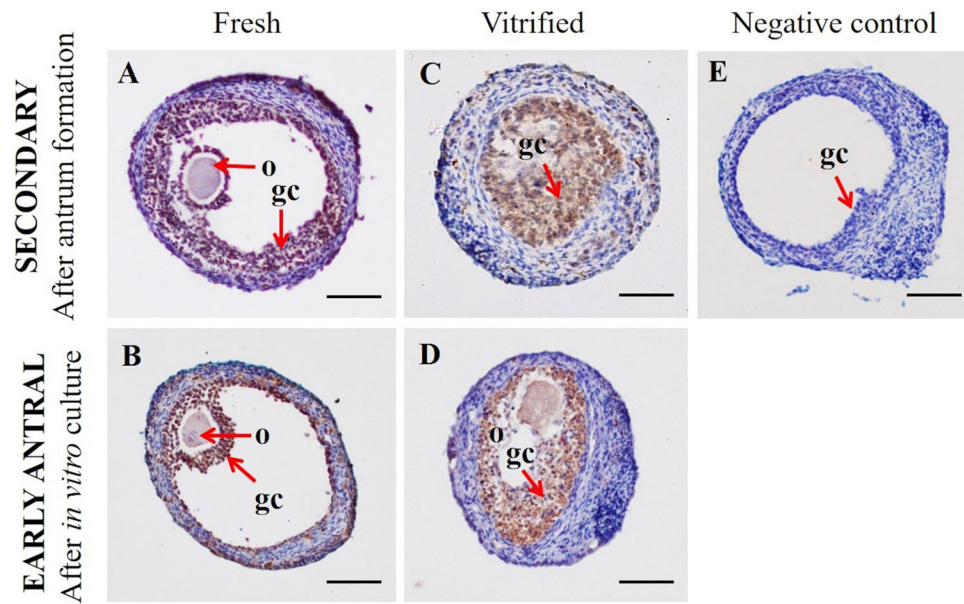 Fresh
Vitrified
Negative control
SECONDARY
After antrum formation
A
o
gc
C
gc
E
gc
EARLY ANTRAL
After in vitro culture
B
o
gc
D
o
gc